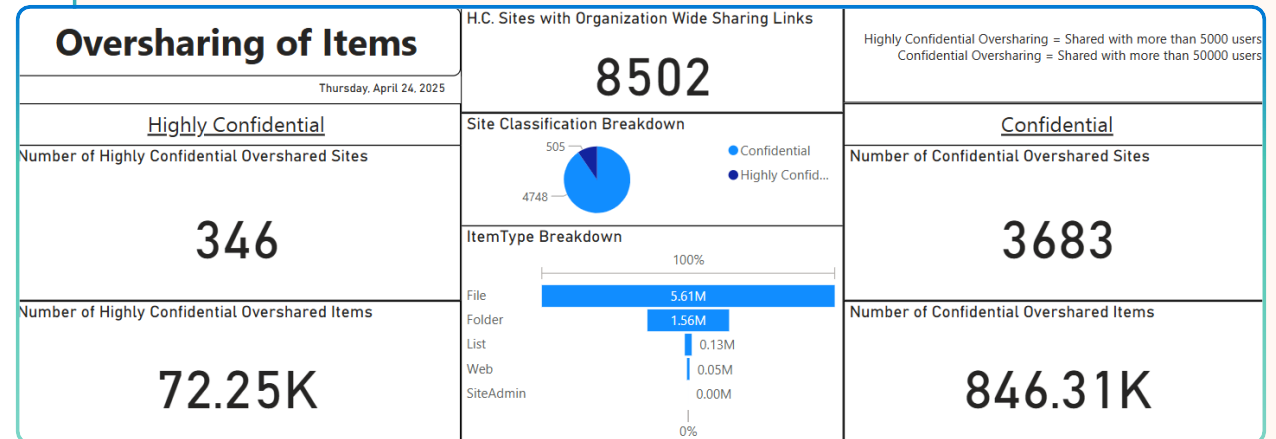 Oversharing of Items
Thursday, April 24, 2025
Highly Confidential
Number of Highly Confidential Overshared Sites
346
Number of Highly Confidential Overshared Items
72.25K
H.C. Sites with Organization Wide Sharing Links
8502
Site Classification Breakdown
505
4748
Confidential
Highly Confid...
ItemType Breakdown
100%
File 5.61M
Folder 1.56M
List 0.13M
Web 0.05M
SiteAdmin 0.00M
0%
Highly Confidential Oversharing = Shared with more than 5000 users
Confidential Oversharing = Shared with more than 50000 users
Confidential
Number of Confidential Overshared Sites
3683
Number of Confidential Overshared Items
846.31K